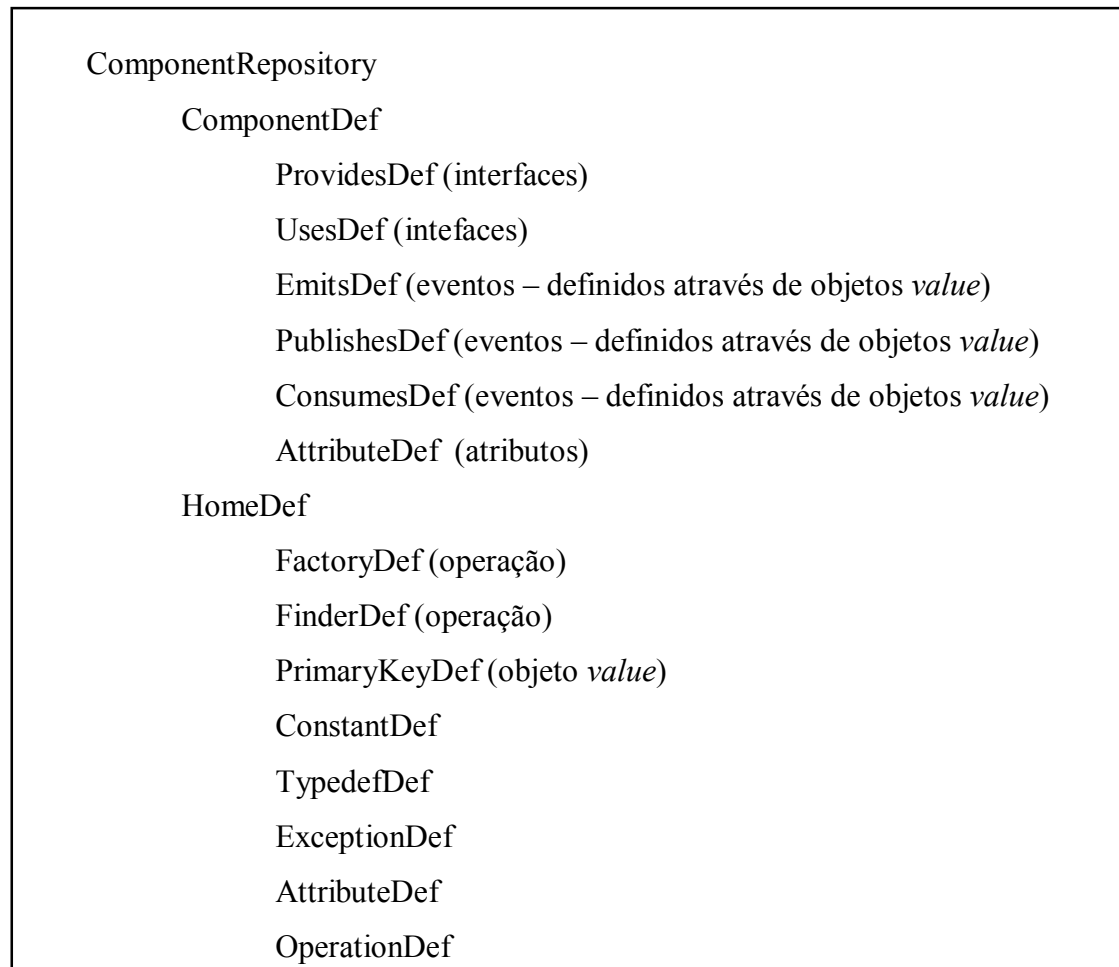 ComponentRepository
ComponentDef
ProvidesDef (interfaces)
UsesDef (intefaces)
EmitsDef (eventos – definidos através de objetos value)
PublishesDef (eventos – definidos através de objetos value)
ConsumesDef (eventos – definidos através de objetos value)
AttributeDef (atributos)
HomeDef
FactoryDef (operação)
FinderDef (operação)
PrimaryKeyDef (objeto value)
ConstantDef
TypedefDef
ExceptionDef
AttributeDef
OperationDef